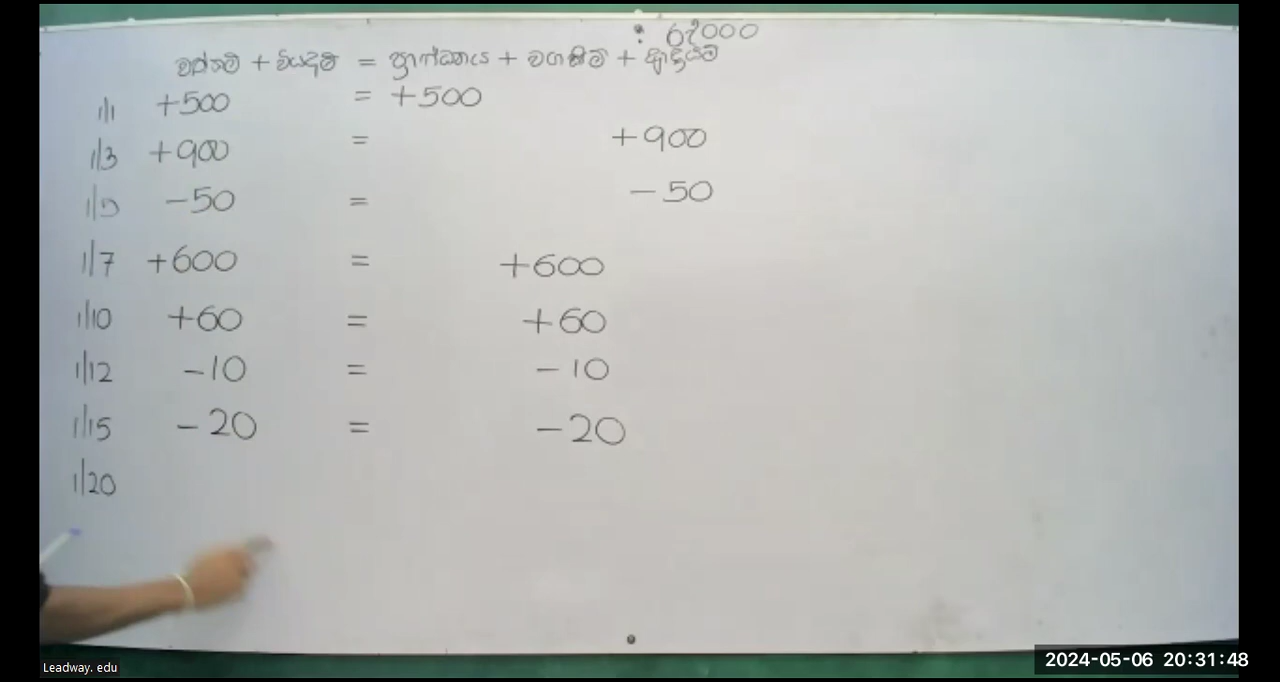 : රු'000
වත්කම් + වියදම් = ප්‍රාග්ධනය + වගකීම් + ආදායම්
1/1 +500 = +500
1/3 +900 = +900
1/5 -50 = -50
1/7 +600 = +600
1/10 +60 = +60
1/12 -10 = -10
1/15 -20 = -20
1/20
Leadway. edu
2024-05-06 20:31:48